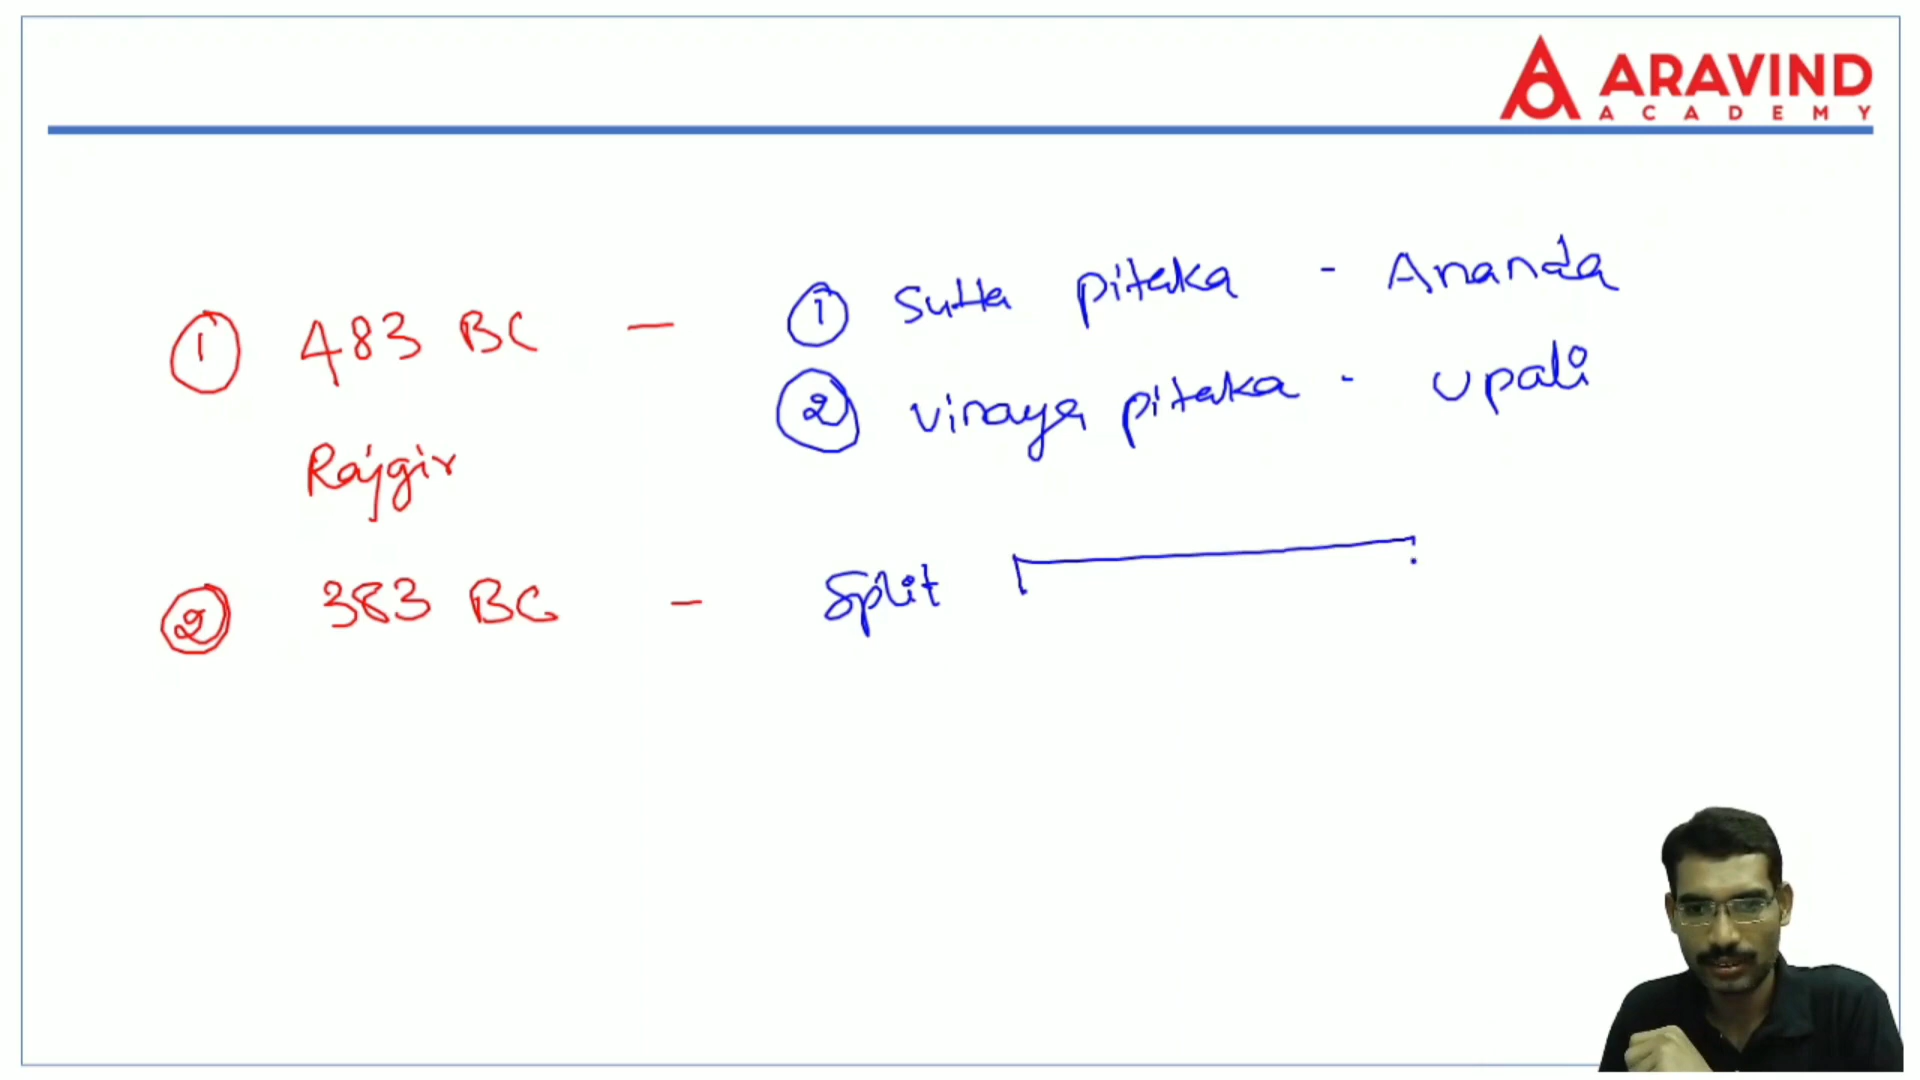 ARAVIND
ACADEMY
① 483 BC - ① Sutta pitaka - Ananda
② vinaya pitaka - upali
Rajgir
② 383 BC - Split